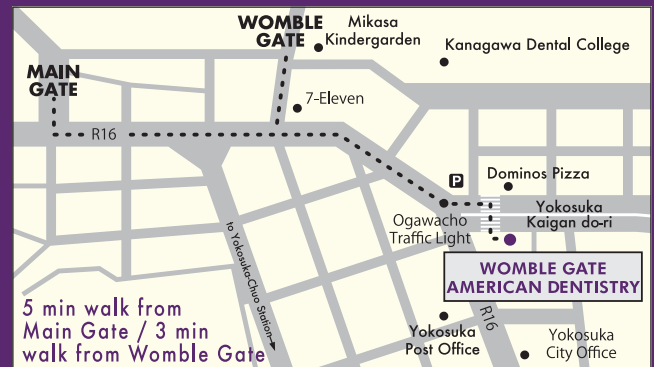 WOMBLE
GATE
Mikasa
Kindergarden
Kanagawa Dental College
MAIN
GATE
7-Eleven
R16
P
Dominos Pizza
Ogawacho
Traffic Light
Yokosuka
Kaigan do-ri
to Yokosuka-Chuo Station
WOMBLE GATE
AMERICAN DENTISTRY
5 min walk from
Main Gate / 3 min
walk from Womble Gate
R16
Yokosuka
Post Office
Yokosuka
City Office